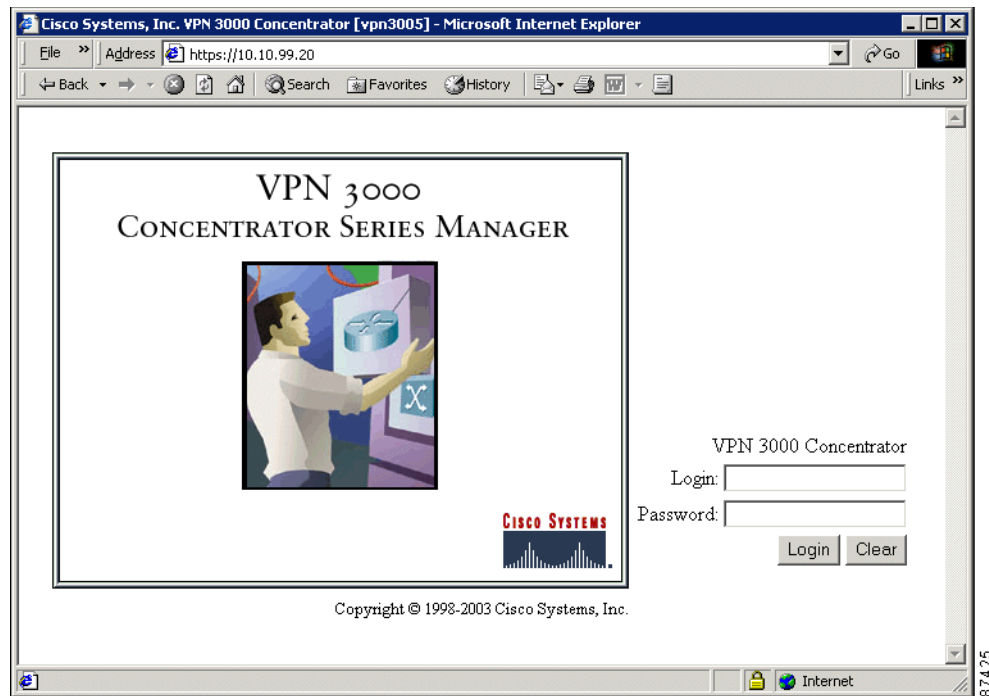 Cisco Systems, Inc. VPN 3000 Concentrator [vpn3005] - Microsoft Internet Explorer
File » Address https://10.10.99.20 Go
Back Search Favorites History Links »
VPN 3000
CONCENTRATOR SERIES MANAGER
CISCO SYSTEMS
VPN 3000 Concentrator
Login:
Password:
Login Clear
Copyright © 1998-2003 Cisco Systems, Inc.
Internet
87425